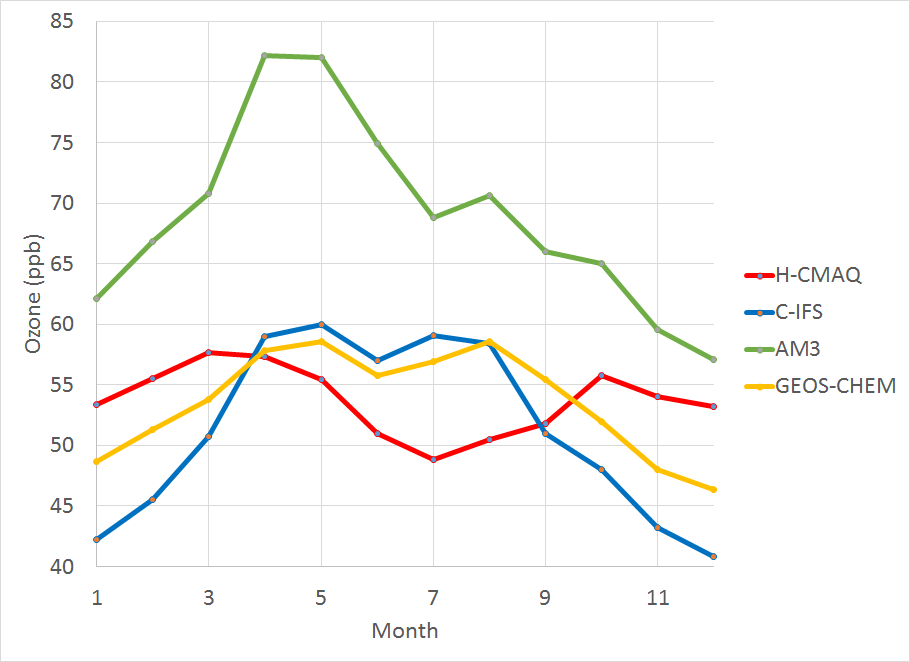 85
80
75
70
65
60
55
50
45
40
Ozone (ppb)
1 3 5 7 9 11
Month
H-CMAQ
C-IFS
AM3
GEOS-CHEM